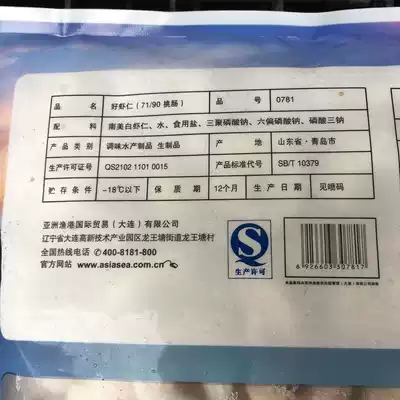 品 名 好虾仁（71/90 挑肠） 品 号 0781
配 料 南美白虾仁、水、食用盐、三聚磷酸钠、六偏磷酸钠、磷酸三钠
产品类别 调味水产制品 生制品 产 地 山东省·青岛市
生产许可证号 QS2102 1101 0015 产品标准代号 SB/T 10379
贮存条件 -18℃以下 保质期 12个月 生产日期 见喷码
亚洲渔港国际贸易（大连）有限公司
辽宁省大连高新技术产业园区龙王塘街道龙王塘村
全国热线电话 ☎400-8181-800
官方网站 www.asiasea.com.cn
生产许可
6 926603 307817